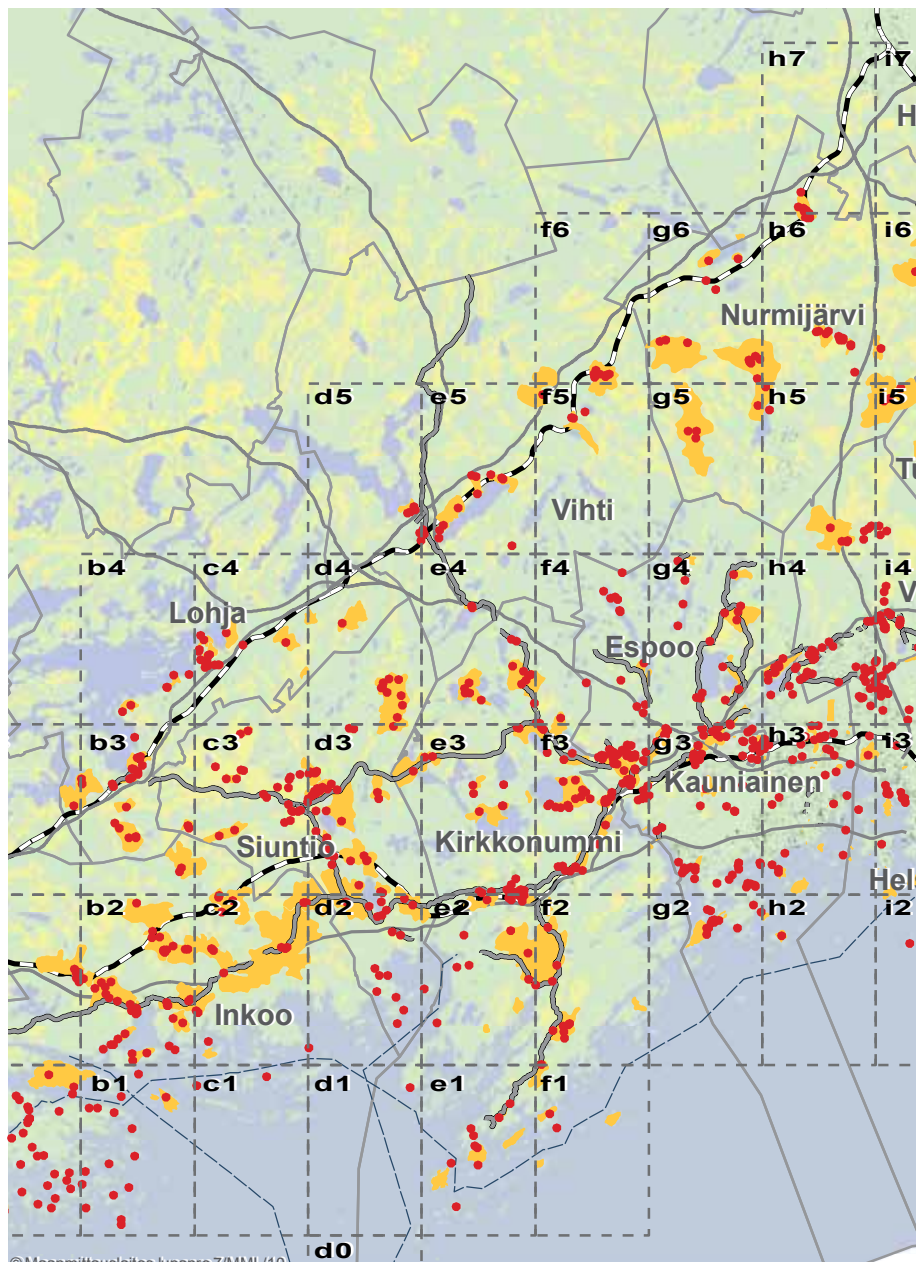 h7
i7
H
f6
g6
h6
i6
Nurmijärvi
d5
e5
f5
g5
h5
i5
Tu
Vihti
b4
c4
d4
e4
f4
g4
h4
i4
V
Lohja
Espoo
b3
c3
d3
e3
f3
g3
h3
i3
Kauniainen
Siuntio
Kirkkonummi
Hels
b2
c2
d2
e2
f2
g2
h2
i2
Inkoo
b1
c1
d1
e1
f1
d0